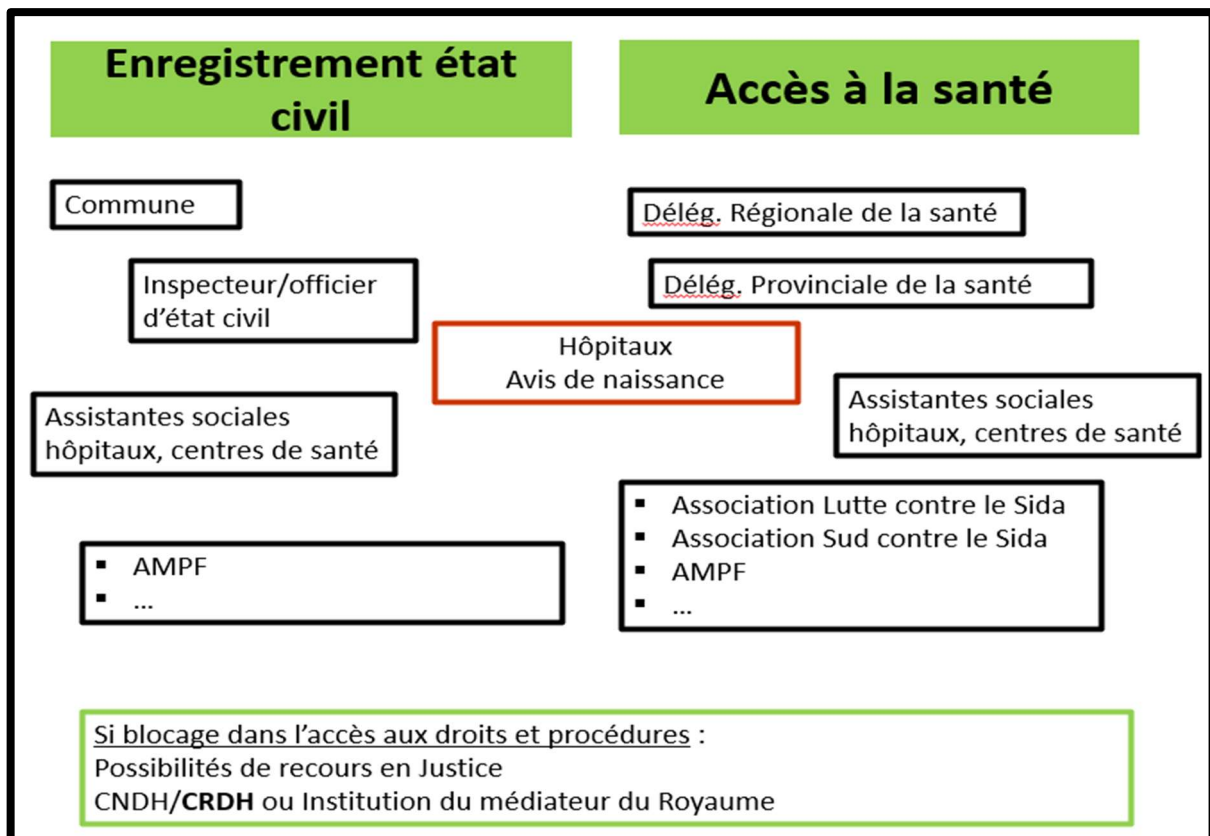 Enregistrement état
civil
Accès à la santé
Commune
Délég. Régionale de la santé
Inspecteur/officier
d’état civil
Délég. Provinciale de la santé
Hôpitaux
Avis de naissance
Assistantes sociales
hôpitaux, centres de santé
Assistantes sociales
hôpitaux, centres de santé
▪ AMPF
▪ ...
▪ Association Lutte contre le Sida
▪ Association Sud contre le Sida
▪ AMPF
▪ ...
Si blocage dans l’accès aux droits et procédures :
Possibilités de recours en Justice
CNDH/CRDH ou Institution du médiateur du Royaume